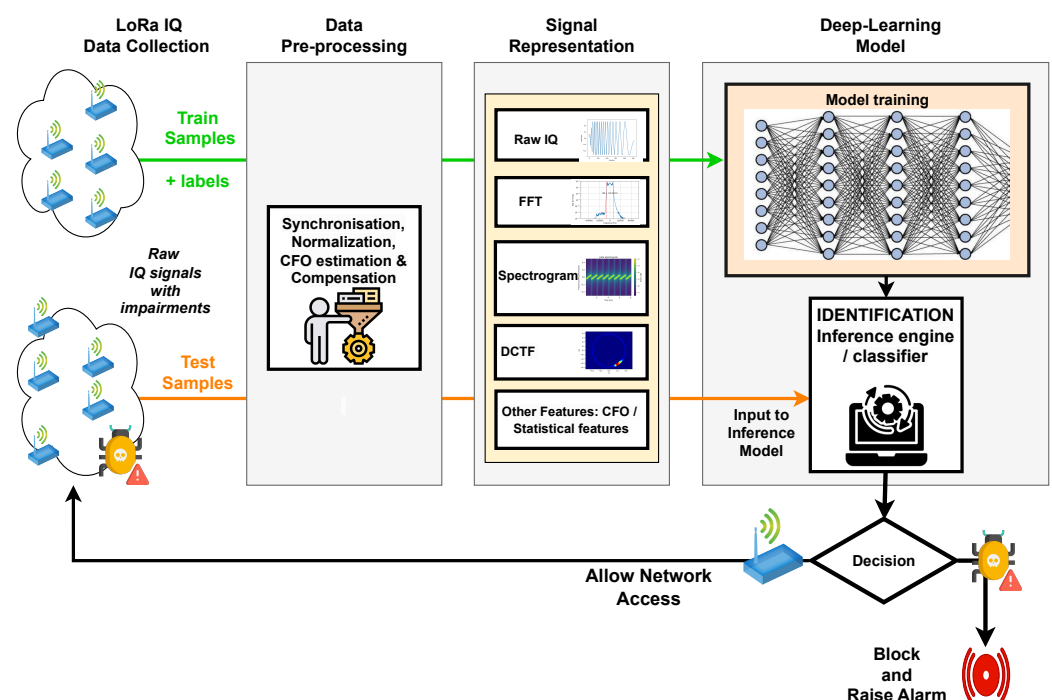 LoRa IQ
Data Collection
Data
Pre-processing
Signal
Representation
Deep-Learning
Model
Train
Samples
+ labels
Raw
IQ signals
with
impairments
Test
Samples
Synchronisation,
Normalization,
CFO estimation &
Compensation
Raw IQ
FFT
Spectrogram
DCTF
Other Features: CFO /
Statistical features
Model training
IDENTIFICATION
Inference engine
/ classifier
Input to
Inference
Model
Decision
Allow Network
Access
Block
and
Raise Alarm